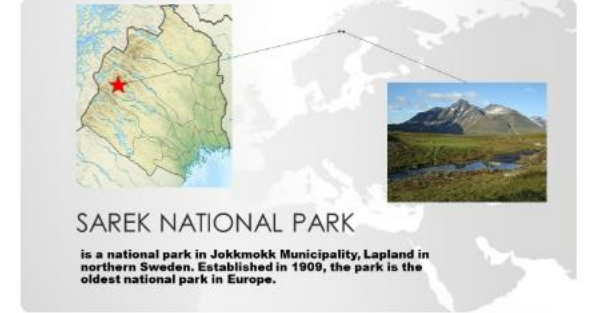 SAREK NATIONAL PARK
is a national park in Jokkmokk Municipality, Lapland in
northern Sweden. Established in 1909, the park is the
oldest national park in Europe.